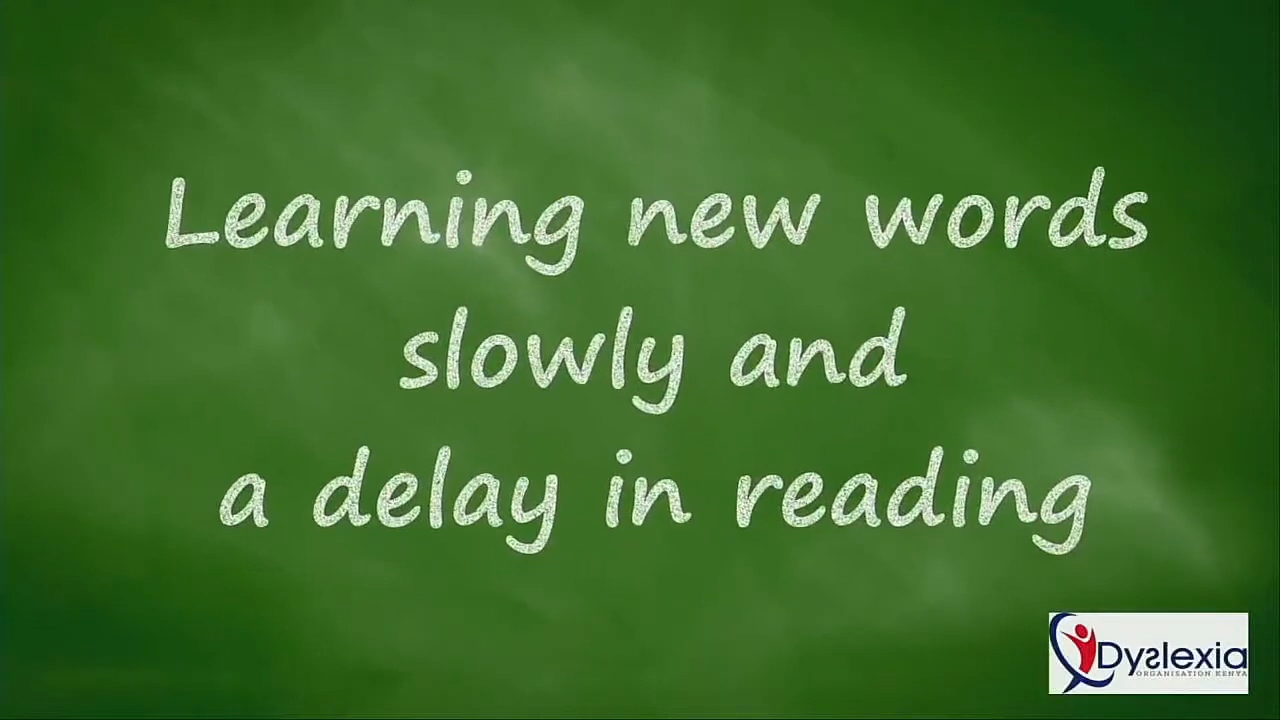 Learning new words
slowly and
a delay in reading
Dyslexia
ORGANISATION KENYA